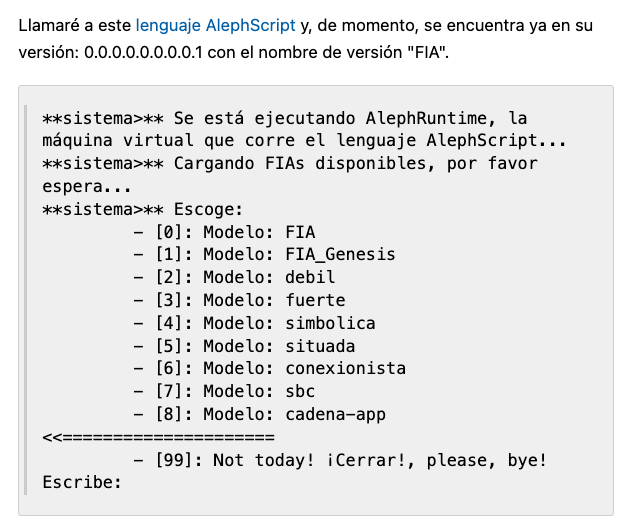 Llamaré a este lenguaje AlephScript y, de momento, se encuentra ya en su
versión: 0.0.0.0.0.0.0.0.1 con el nombre de versión "FIA".
**sistema>** Se está ejecutando AlephRuntime, la
máquina virtual que corre el lenguaje AlephScript...
**sistema>** Cargando FIAs disponibles, por favor
espera...
**sistema>** Escoge:
- [0]: Modelo: FIA
- [1]: Modelo: FIA_Genesis
- [2]: Modelo: debil
- [3]: Modelo: fuerte
- [4]: Modelo: simbolica
- [5]: Modelo: situada
- [6]: Modelo: conexionista
- [7]: Modelo: sbc
- [8]: Modelo: cadena-app
<<=====================
- [99]: Not today! ¡Cerrar!, please, bye!
Escribe: